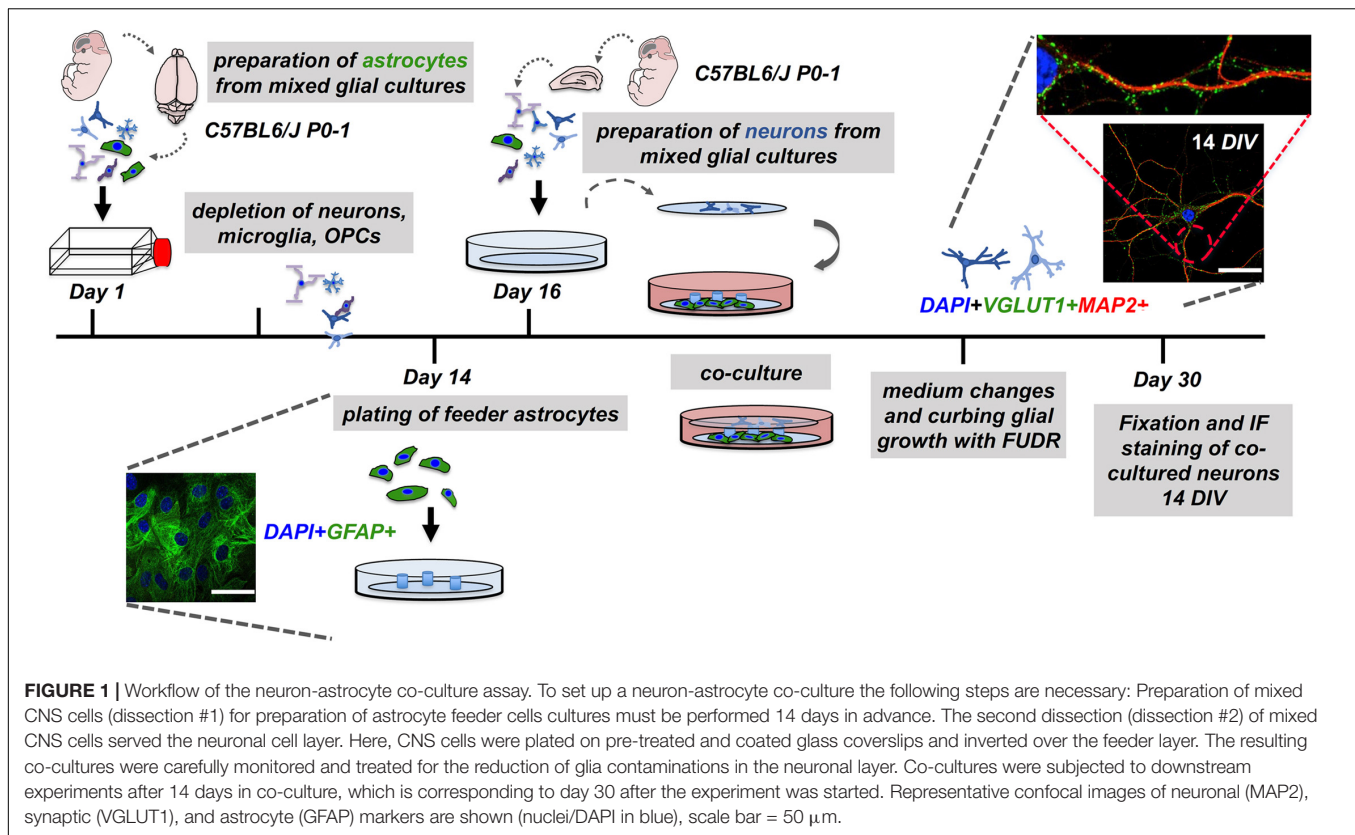 preparation of astrocytes
from mixed glial cultures
C57BL6/J P0-1
C57BL6/J P0-1
preparation of neurons from
mixed glial cultures
14 DIV
depletion of neurons,
microglia, OPCs
Day 1
Day 16
DAPI+VGLUT1+MAP2+
Day 14
plating of feeder astrocytes
DAPI+GFAP+
co-culture
medium changes
and curbing glial
growth with FUDR
Day 30
Fixation and IF
staining of co-
cultured neurons
14 DIV
FIGURE 1 | Workflow of the neuron-astrocyte co-culture assay. To set up a neuron-astrocyte co-culture the following steps are necessary: Preparation of mixed
CNS cells (dissection #1) for preparation of astrocyte feeder cells cultures must be performed 14 days in advance. The second dissection (dissection #2) of mixed
CNS cells served the neuronal cell layer. Here, CNS cells were plated on pre-treated and coated glass coverslips and inverted over the feeder layer. The resulting
co-cultures were carefully monitored and treated for the reduction of glia contaminations in the neuronal layer. Co-cultures were subjected to downstream
experiments after 14 days in co-culture, which is corresponding to day 30 after the experiment was started. Representative confocal images of neuronal (MAP2),
synaptic (VGLUT1), and astrocyte (GFAP) markers are shown (nuclei/DAPI in blue), scale bar = 50 μm.